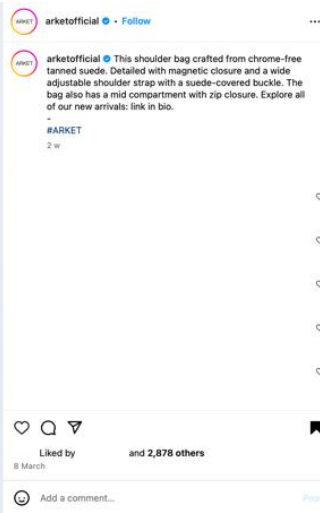 ARKET arketofficial • Follow
ARKET arketofficial This shoulder bag crafted from chrome-free
tanned suede. Detailed with magnetic closure and a wide
adjustable shoulder strap with a suede-covered buckle. The
bag also has a mid compartment with zip closure. Explore all
of our new arrivals: link in bio.
-
#ARKET
2 w
Liked by and 2,878 others
8 March
Add a comment...